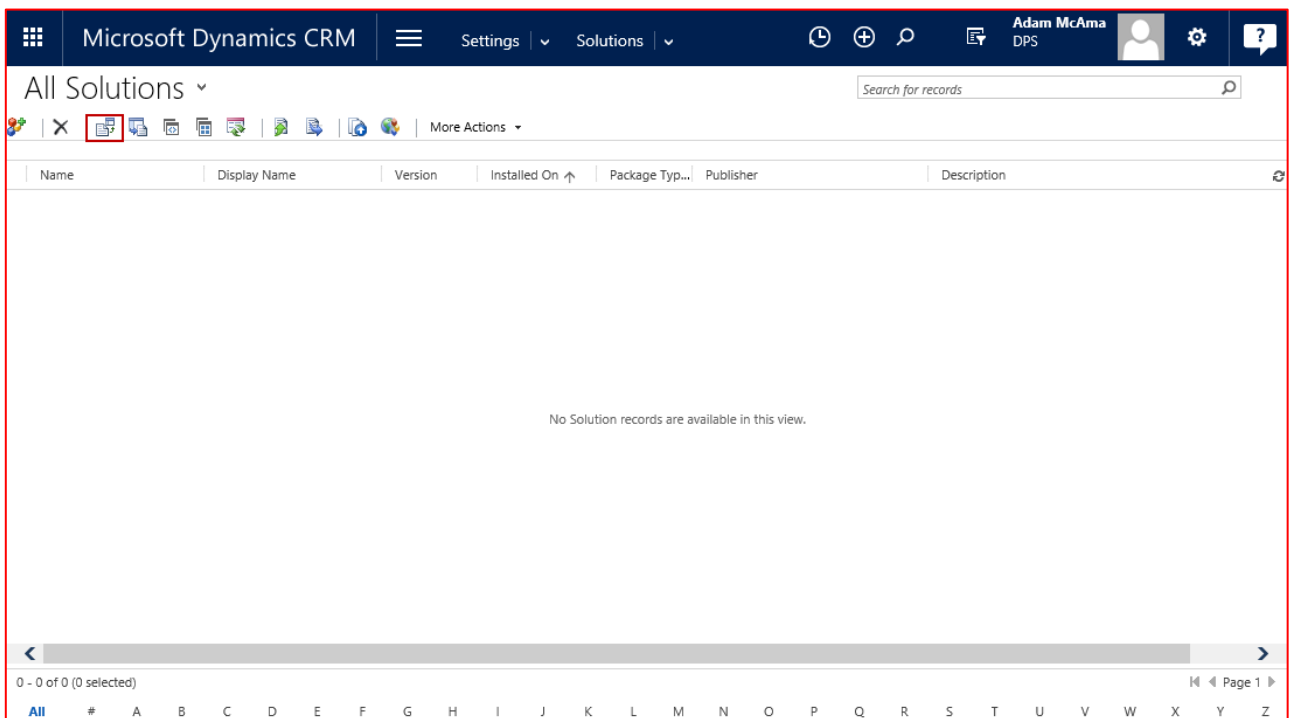 Microsoft Dynamics CRM Settings Solutions Adam McAma
DPS
?
All Solutions
Search for records
More Actions
Name Display Name Version Installed On Package Typ... Publisher Description
No Solution records are available in this view.
0 - 0 of 0 (0 selected) Page 1
All # A B C D E F G H I J K L M N O P Q R S T U V W X Y Z